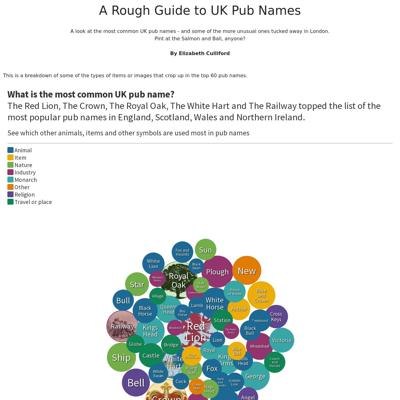 A Rough Guide to UK Pub Names
A look at the most common UK pub names - and some of the more unusual ones tucked away in London.
Pint at the Salmon and Ball, anyone?
By Elizabeth Culliford
This is a breakdown of some of the types of items or images that crop up in the top 60 pub names.
What is the most common UK pub name?
The Red Lion, The Crown, The Royal Oak, The White Hart and The Railway topped the list of the
most popular pub names in England, Scotland, Wales and Northern Ireland.
See which other animals, items and other symbols are used most in pub names
Animal
Item
Nature
Industry
Monarch
Other
Religion
Travel or place
Sun
White Lion
Royal Oak
Plough
New
Star
Bull
Black Horse
White Horse
Cross Keys
Railway
Kings Head
Red Lion
Station
Black Bull
Victoria
Globe
Bridge
Lion
Ship
Castle
Fox
George
Bell
Cock
Angel
Crown